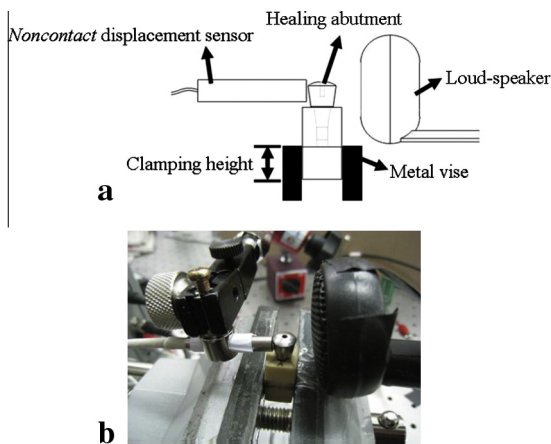 Healing abutment
Noncontact displacement sensor
Loud-speaker
Clamping height
Metal vise
a
b